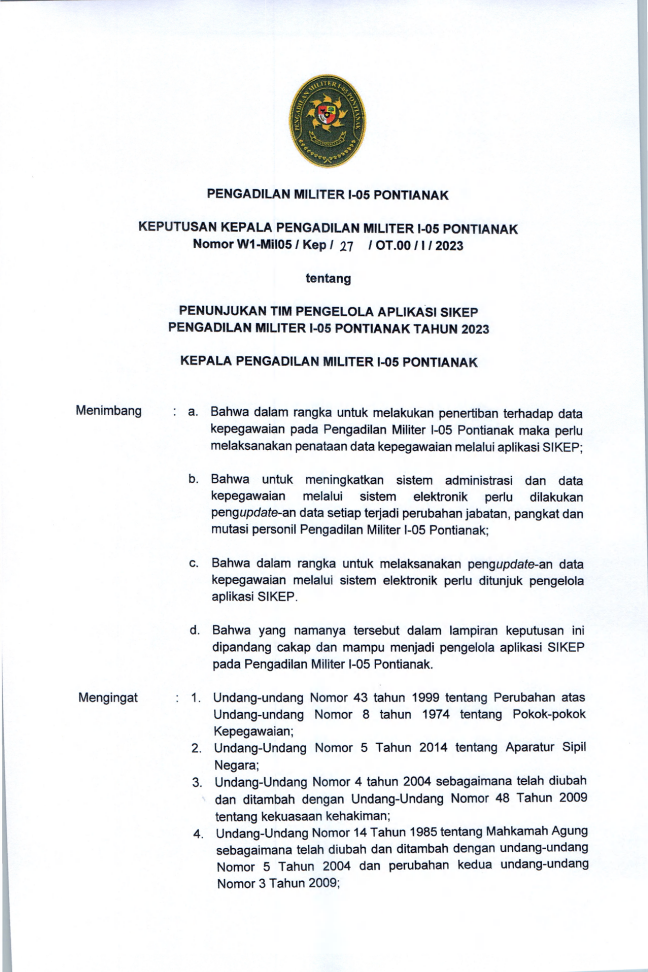 PENGADILAN MILITER I-05 PONTIANAK
PENGADILAN MILITER I-05 PONTIANAK
KEPUTUSAN KEPALA PENGADILAN MILITER I-05 PONTIANAK
Nomor W1-Mil05 / Kep / 27 / OT.00 / I / 2023
tentang
PENUNJUKAN TIM PENGELOLA APLIKASI SIKEP
PENGADILAN MILITER I-05 PONTIANAK TAHUN 2023
KEPALA PENGADILAN MILITER I-05 PONTIANAK
Menimbang : a. Bahwa dalam rangka untuk melakukan penertiban terhadap data
kepegawaian pada Pengadilan Militer I-05 Pontianak maka perlu
melaksanakan penataan data kepegawaian melalui aplikasi SIKEP;
b. Bahwa untuk meningkatkan sistem administrasi dan data
kepegawaian melalui sistem elektronik perlu dilakukan
pengupdate-an data setiap terjadi perubahan jabatan, pangkat dan
mutasi personil Pengadilan Militer I-05 Pontianak;
c. Bahwa dalam rangka untuk melaksanakan pengupdate-an data
kepegawaian melalui sistem elektronik perlu ditunjuk pengelola
aplikasi SIKEP.
d. Bahwa yang namanya tersebut dalam lampiran keputusan ini
dipandang cakap dan mampu menjadi pengelola aplikasi SIKEP
pada Pengadilan Militer I-05 Pontianak.
Mengingat : 1. Undang-undang Nomor 43 tahun 1999 tentang Perubahan atas
Undang-undang Nomor 8 tahun 1974 tentang Pokok-pokok
Kepegawaian;
2. Undang-Undang Nomor 5 Tahun 2014 tentang Aparatur Sipil
Negara;
3. Undang-Undang Nomor 4 tahun 2004 sebagaimana telah diubah
dan ditambah dengan Undang-Undang Nomor 48 Tahun 2009
tentang kekuasaan kehakiman;
4. Undang-Undang Nomor 14 Tahun 1985 tentang Mahkamah Agung
sebagaimana telah diubah dan ditambah dengan undang-undang
Nomor 5 Tahun 2004 dan perubahan kedua undang-undang
Nomor 3 Tahun 2009;